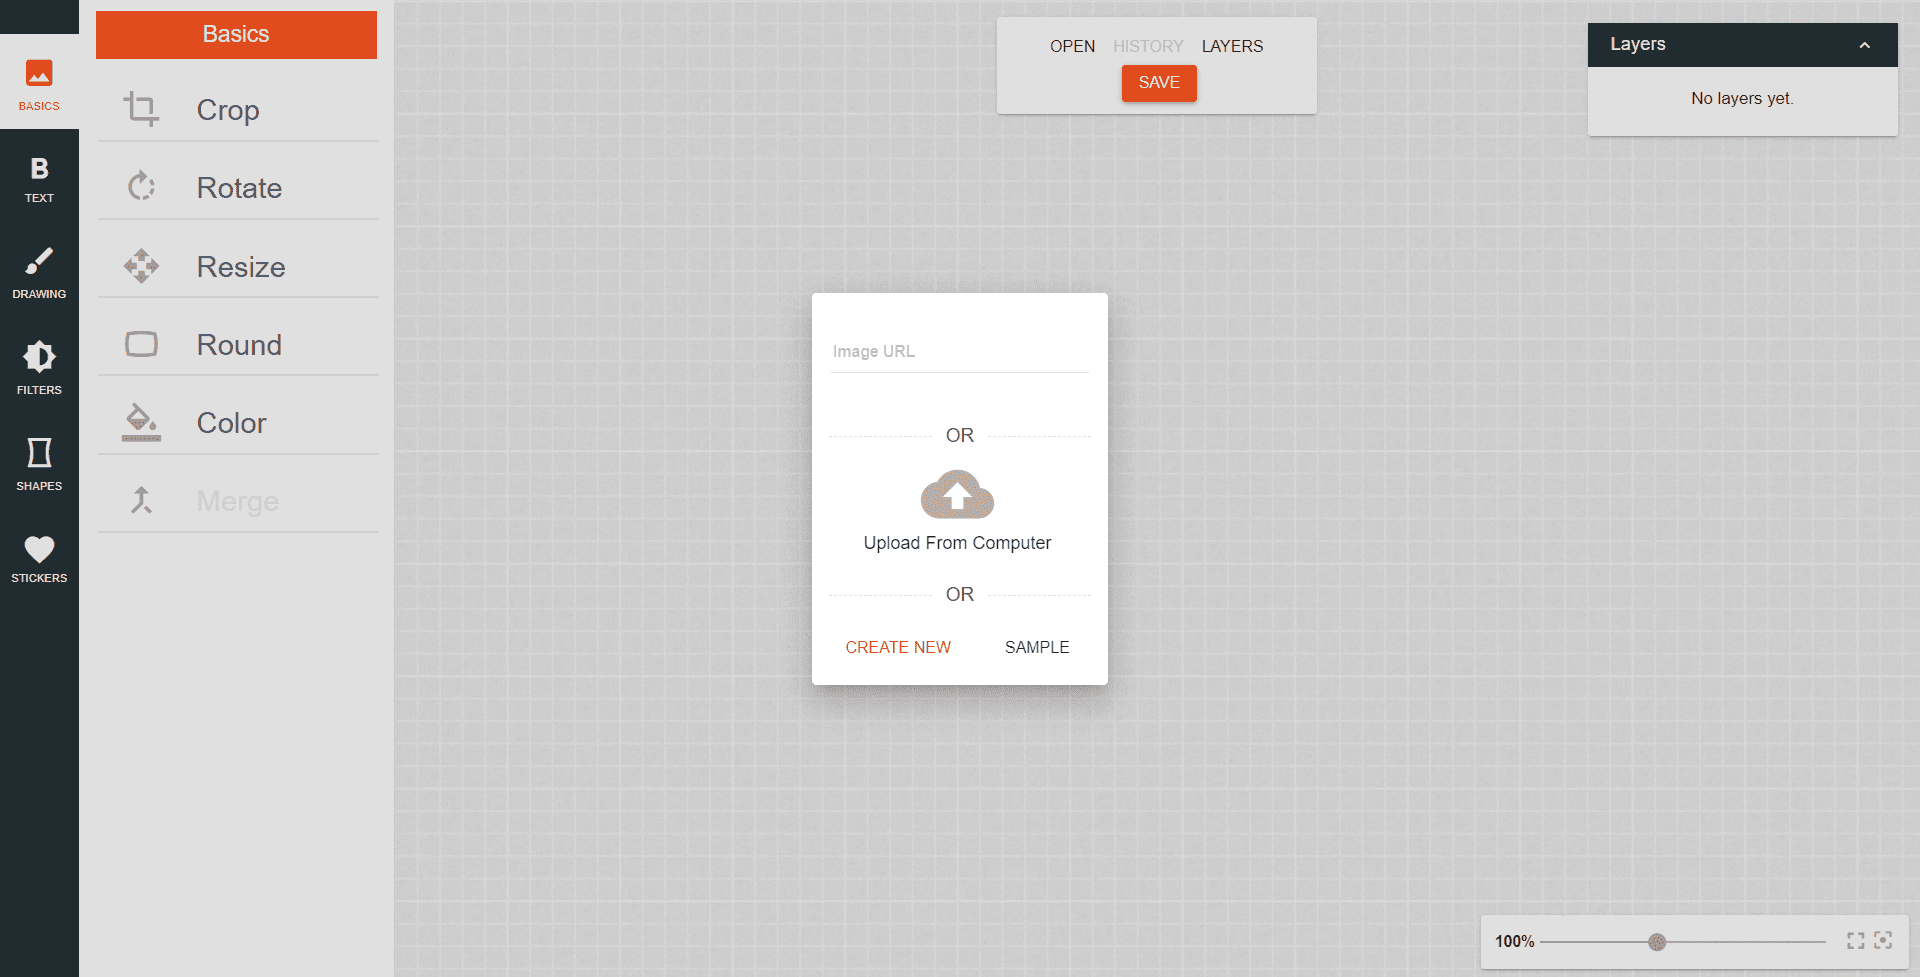 BASICS
TEXT
DRAWING
FILTERS
SHAPES
STICKERS
Basics
Crop
Rotate
Resize
Round
Color
Merge
OPEN HISTORY LAYERS
SAVE
Layers
No layers yet.
Image URL
OR
Upload From Computer
OR
CREATE NEW SAMPLE
100%